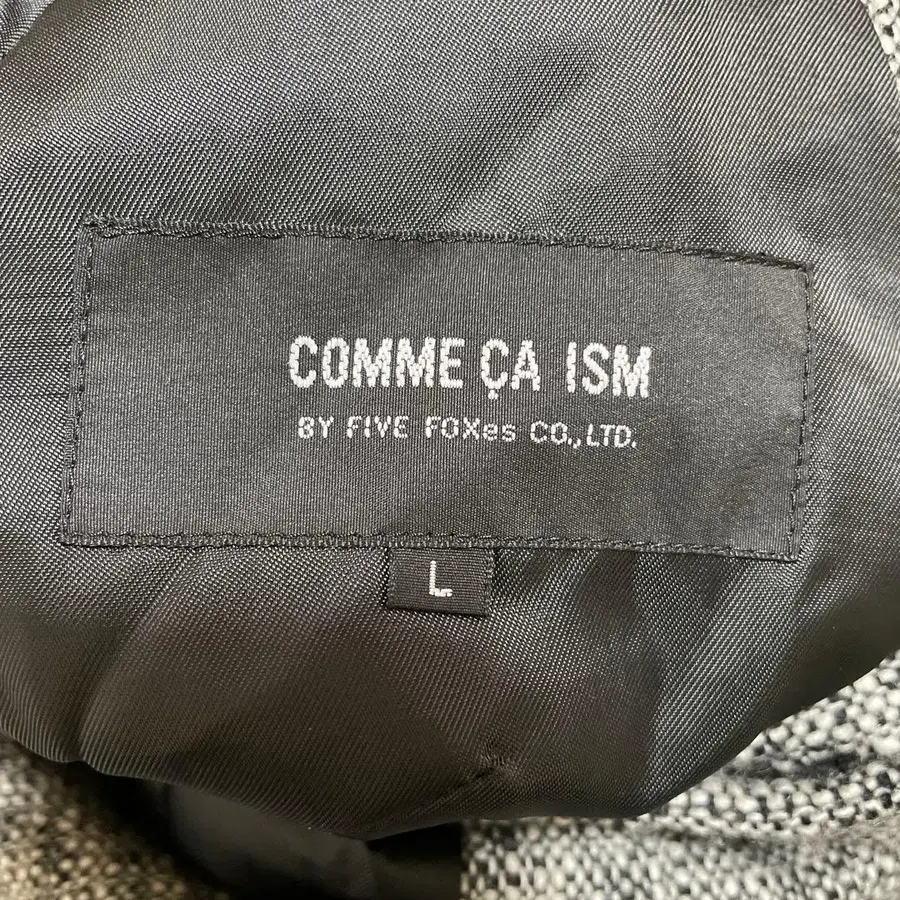 COMME ÇA ISM
BY FIVE FOXes CO.,LTD.
L